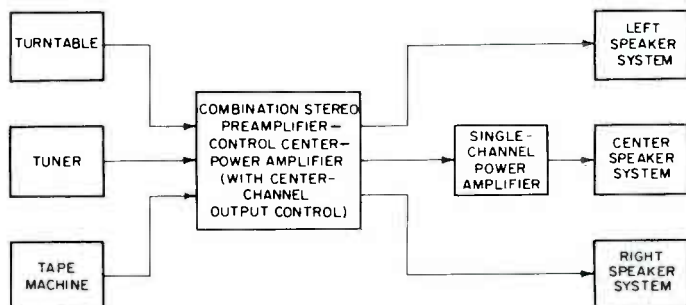 TURNTABLE
TUNER
TAPE
MACHINE
COMBINATION STEREO
PREAMPLIFIER—
CONTROL CENTER—
POWER AMPLIFIER
(WITH CENTER-
CHANNEL
OUTPUT CONTROL)
SINGLE-
CHANNEL
POWER
AMPLIFIER
LEFT
SPEAKER
SYSTEM
CENTER
SPEAKER
SYSTEM
RIGHT
SPEAKER
SYSTEM